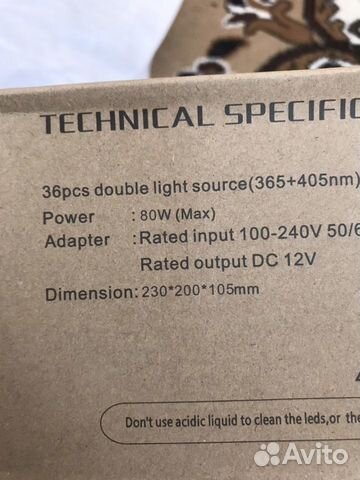 TECHNICAL SPECIFIC
36pcs double light source(365+405nm)
Power : 80W (Max)
Adapter :Rated input 100-240V 50/6
Rated output DC 12V
Dimension: 230*200*105mm
Don't use acidic liquid to clean the leds,or the
Avito